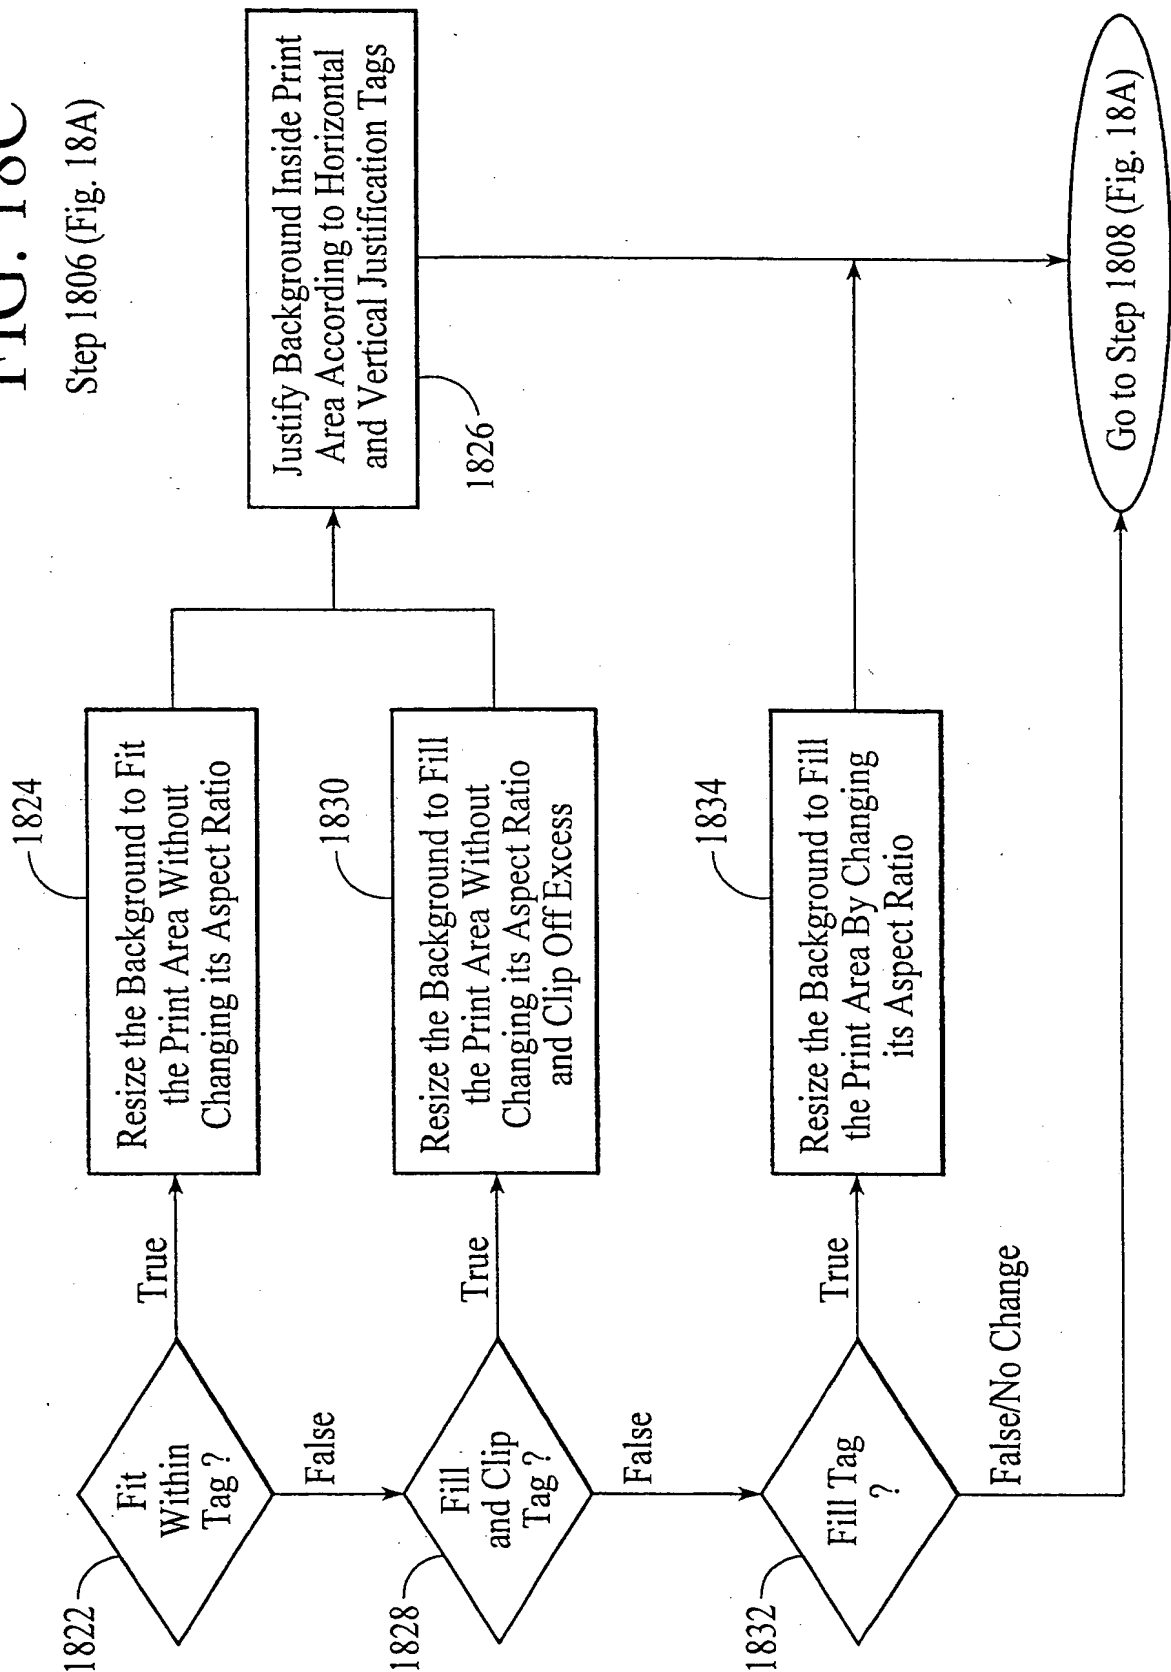 FIG. 18C
Step 1806 (Fig. 18A)
1822
Fit
Within
Tag ?
True
False
1824
Resize the Background to Fit
the Print Area Without
Changing its Aspect Ratio
1828
Fill
and Clip
Tag ?
True
False
1830
Resize the Background to Fill
the Print Area Without
Changing its Aspect Ratio
and Clip Off Excess
1826
Justify Background Inside Print
Area According to Horizontal
and Vertical Justification Tags
1832
Fill Tag
?
True
False/No Change
1834
Resize the Background to Fill
the Print Area By Changing
its Aspect Ratio
Go to Step 1808 (Fig. 18A)